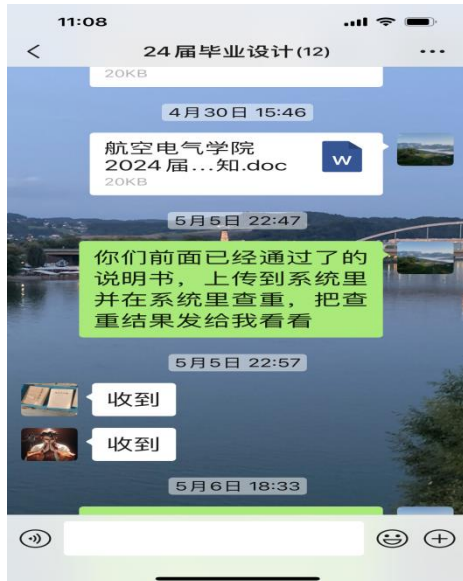 11:08
24届毕业设计(12)
20KB
4月30日 15:46
航空电气学院
2024届...知.doc
W
20KB
5月5日 22:47
你们前面已经通过了的
说明书，上传到系统里
并在系统里查重，把查
重结果发给我看看
5月5日 22:57
收到
收到
5月6日 18:33